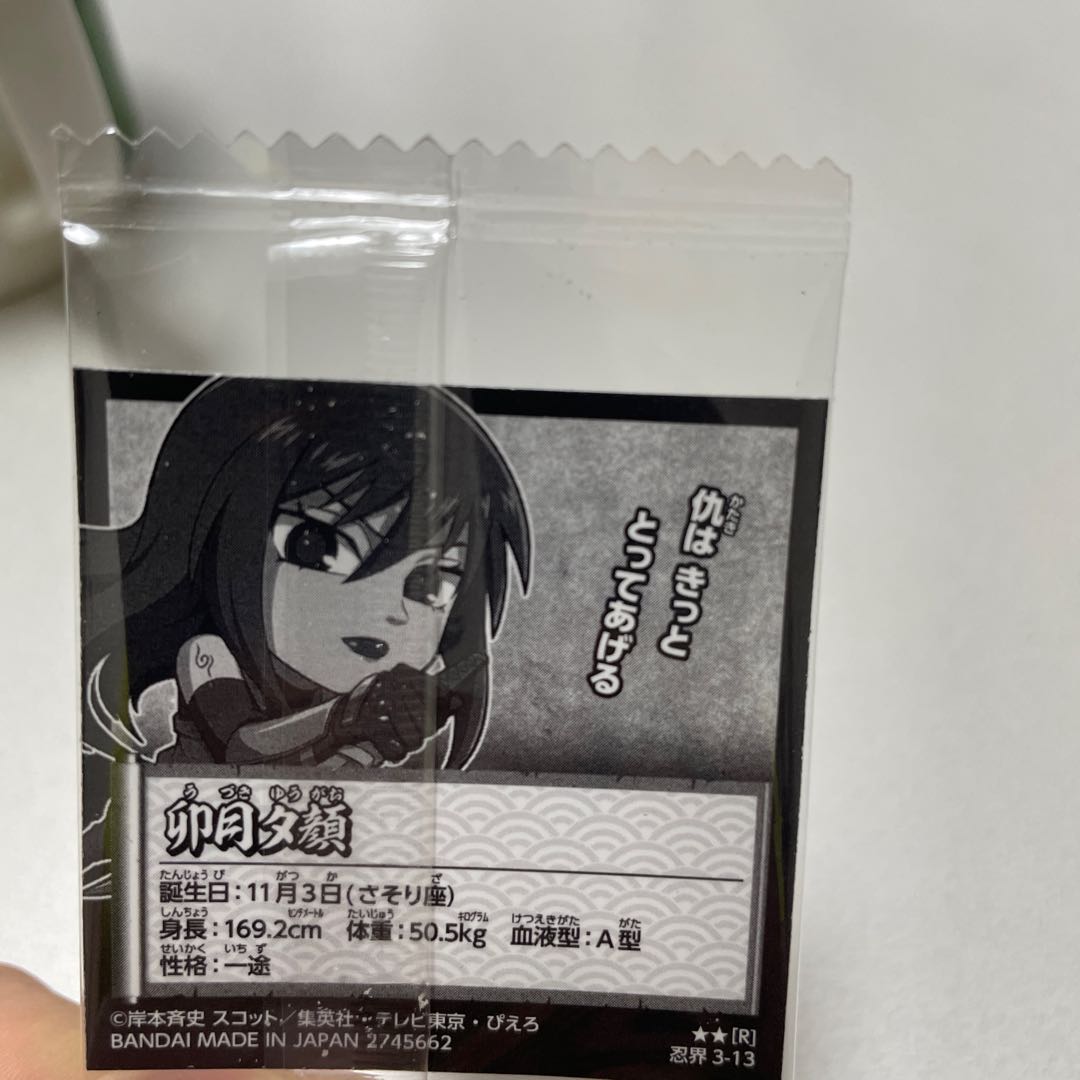 仇は きっと
とってあげる
卯月夕顔
誕生日：11月3日(さそり座)
身長：169.2cm 体重：50.5kg 血液型：A型
性格：一途
©岸本斉史 スコット／集英社・テレビ東京・ぴえろ
BANDAI MADE IN JAPAN 2745662
★★[R]
忍界 3-13